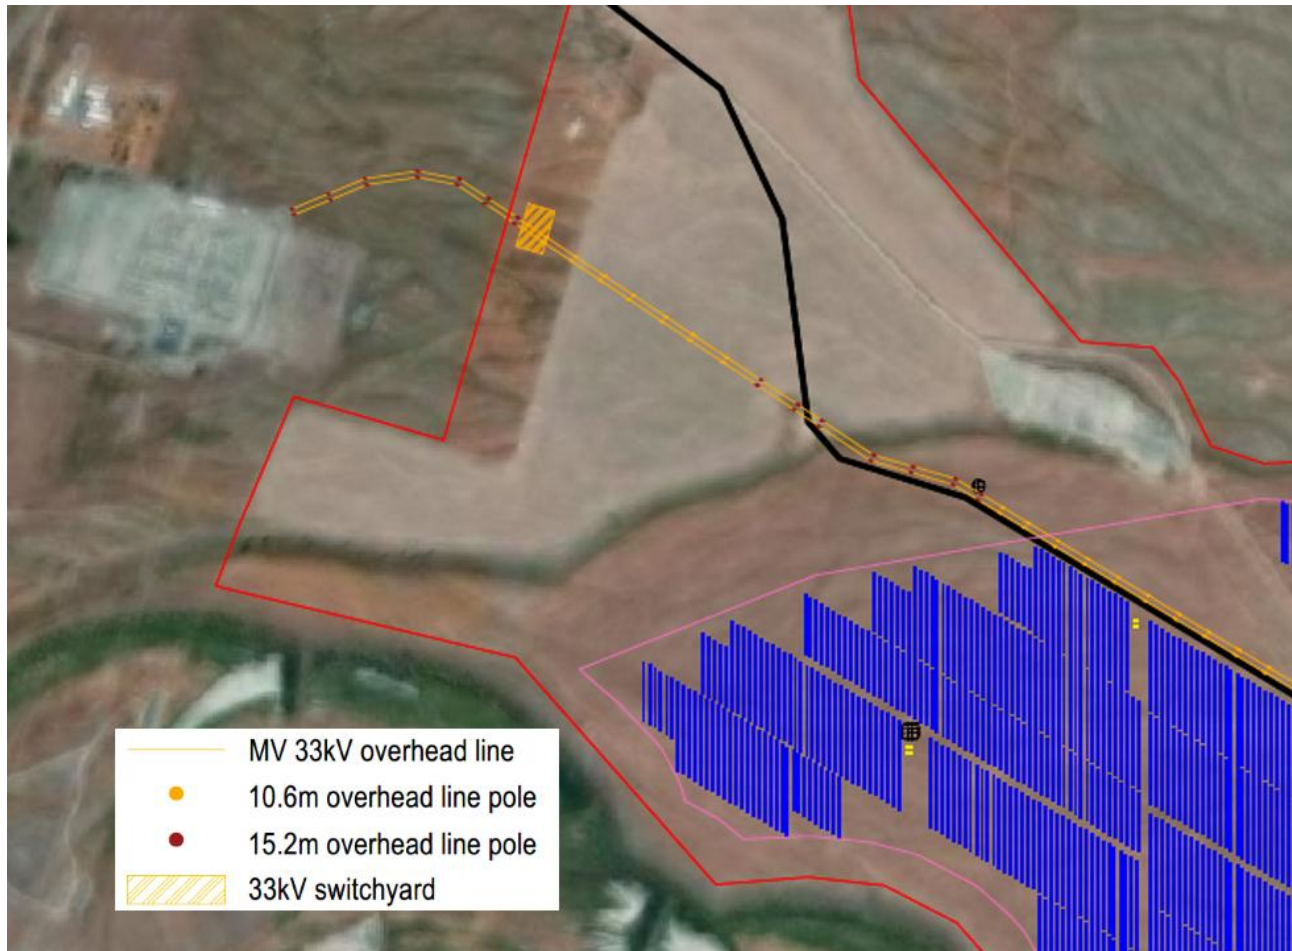 MV 33kV overhead line
10.6m overhead line pole
15.2m overhead line pole
33kV switchyard